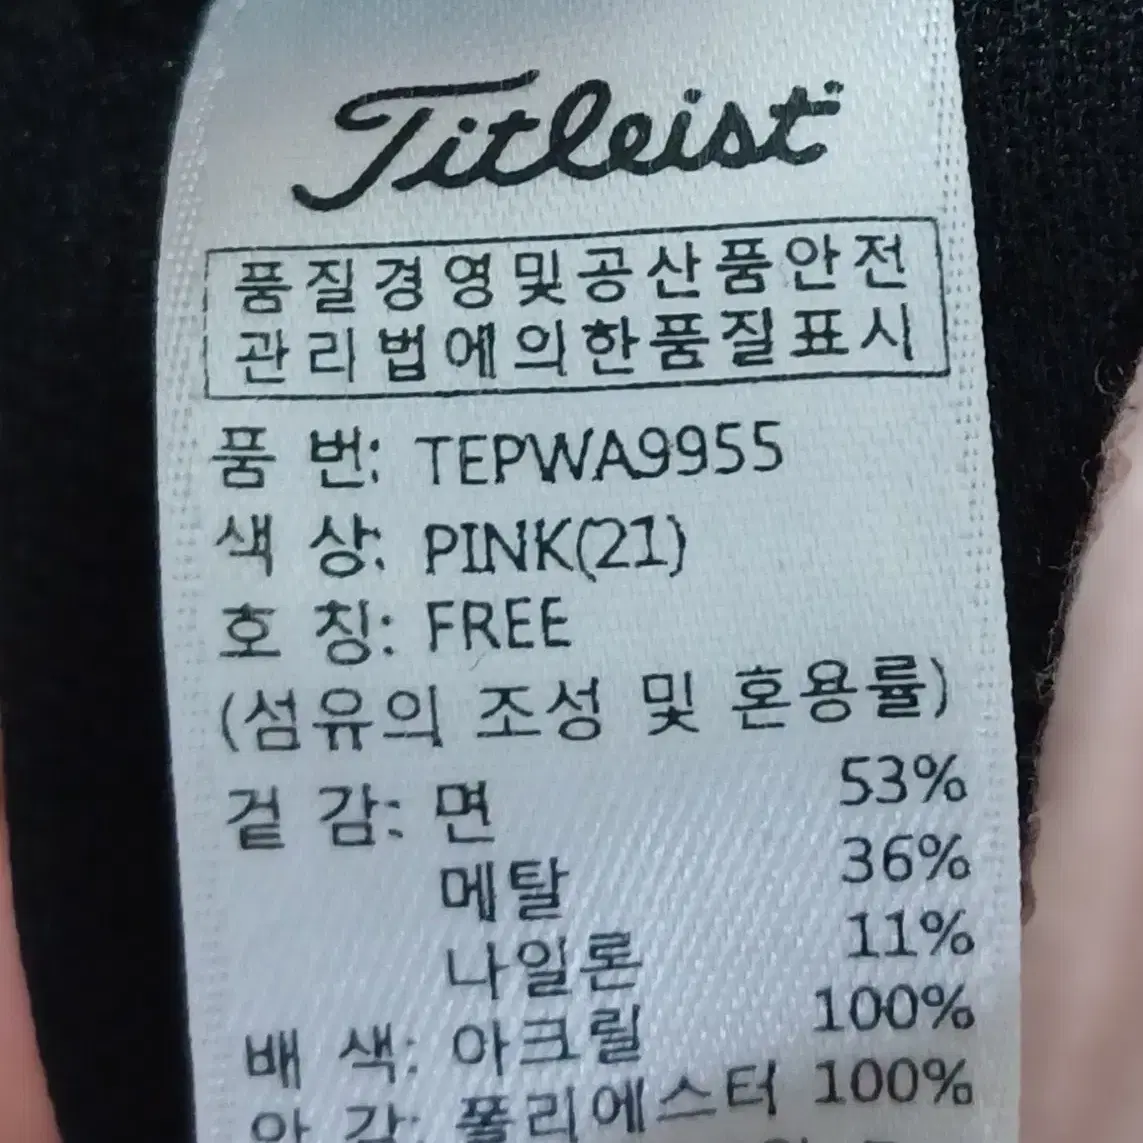 Titleist
품질경영및공산품안전
관리법에의한품질표시
품 번: TEPWA9955
색 상: PINK(21)
호 칭: FREE
(섬유의 조성 및 혼용률)
겉 감: 면 53%
메탈 36%
나일론 11%
배 색: 아크릴 100%
안 감: 폴리에스터 100%